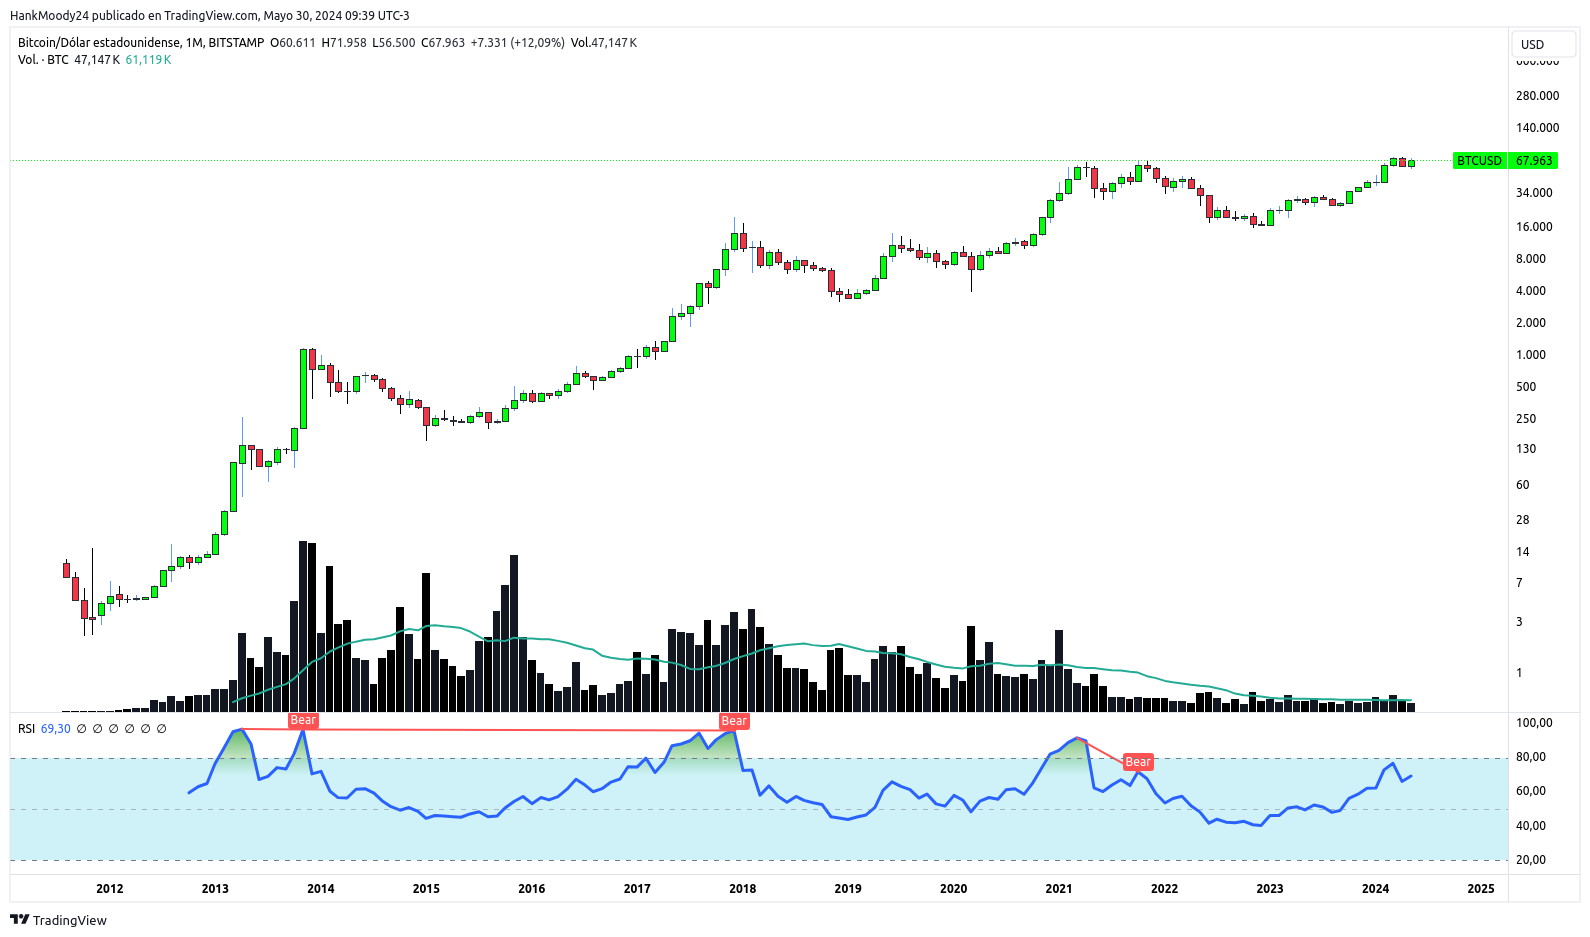 HankMoody24 publicado en TradingView.com, Mayo 30, 2024 09:39 UTC-3
Bitcoin/Dólar estadounidense, 1M, BITSTAMP O60.611 H71.958 L56.500 C67.963 +7.331 (+12,09%) Vol.47,147K
Vol. · BTC 47,147K 61,119K
USD
280.000
140.000
BTCUSD 67.963
34.000
16.000
8.000
4.000
2.000
1.000
500
250
130
60
28
14
7
3
1
RSI 69,30 ∅ ∅ ∅ ∅ ∅ ∅
Bear
Bear
Bear
100,00
80,00
60,00
40,00
20,00
2012 2013 2014 2015 2016 2017 2018 2019 2020 2021 2022 2023 2024 2025
TradingView